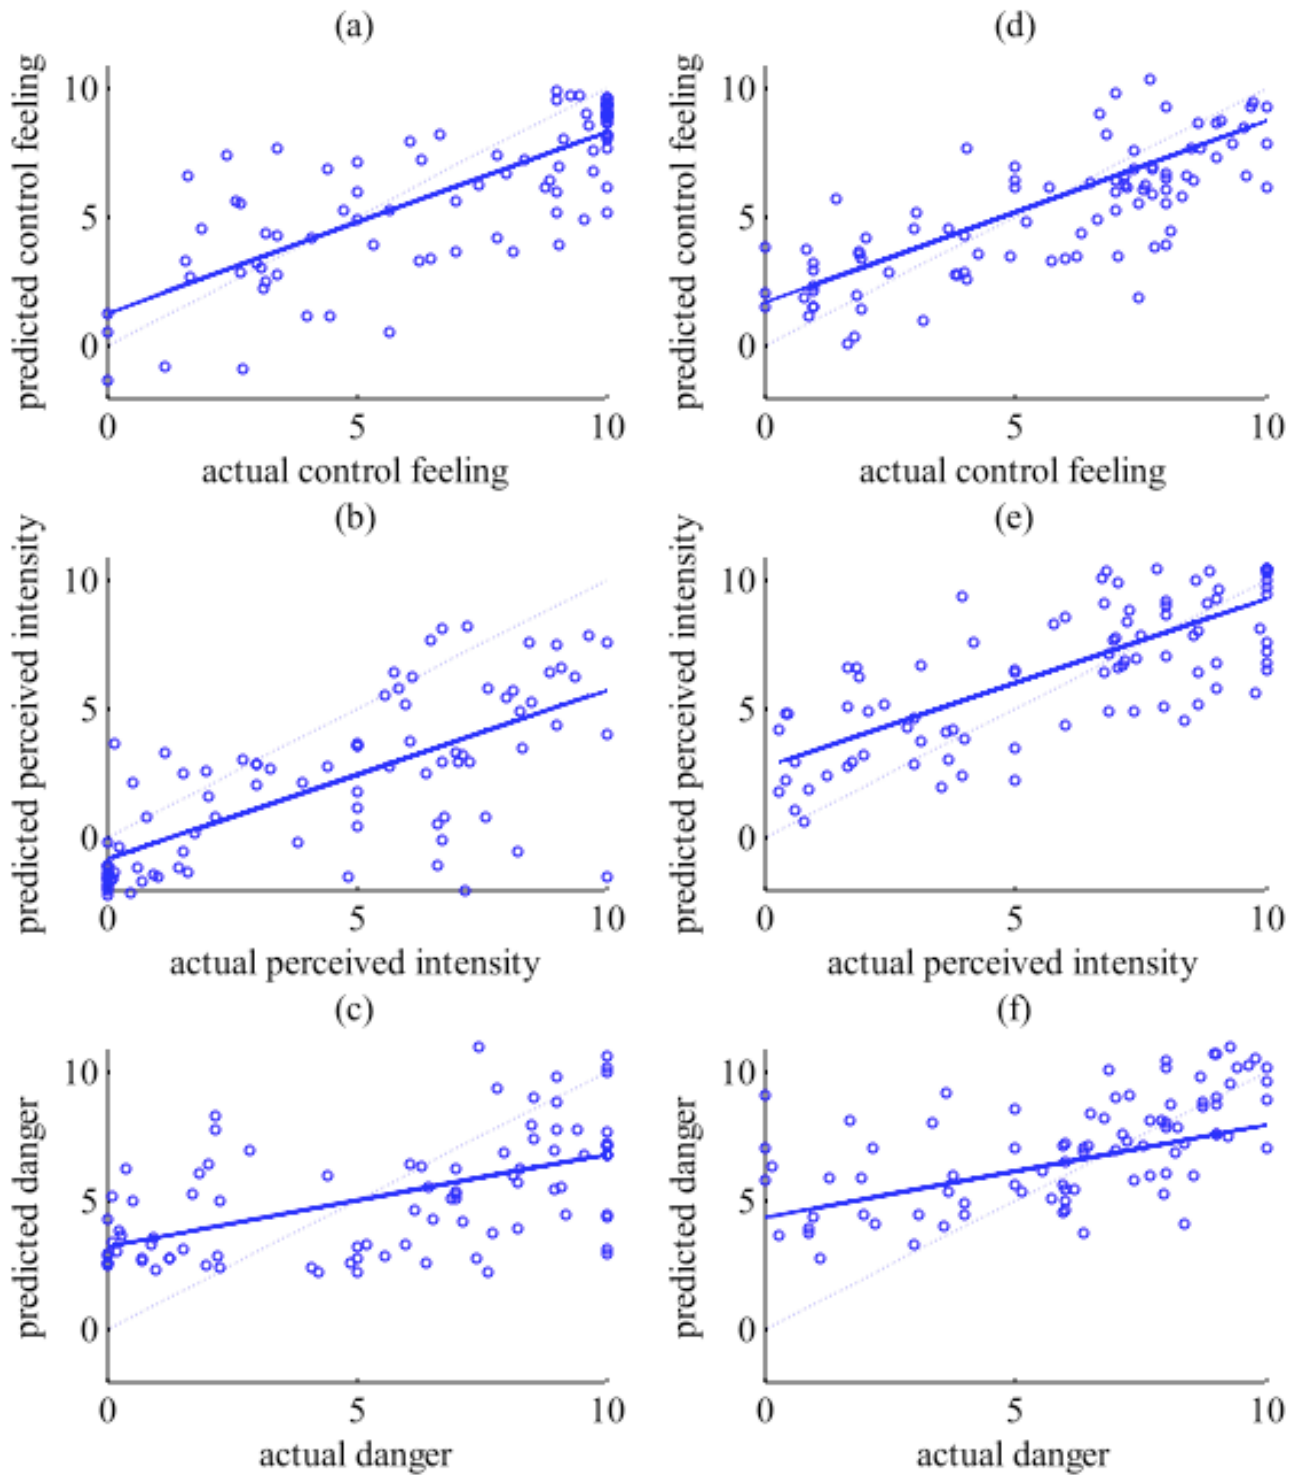 (a)
predicted control feeling
10
5
0
0 5 10
actual control feeling
(d)
predicted control feeling
10
5
0
0 5 10
actual control feeling
(b)
predicted perceived intensity
10
5
0
0 5 10
actual perceived intensity
(e)
predicted perceived intensity
10
5
0
0 5 10
actual perceived intensity
(c)
predicted danger
10
5
0
0 5 10
actual danger
(f)
predicted danger
10
5
0
0 5 10
actual danger